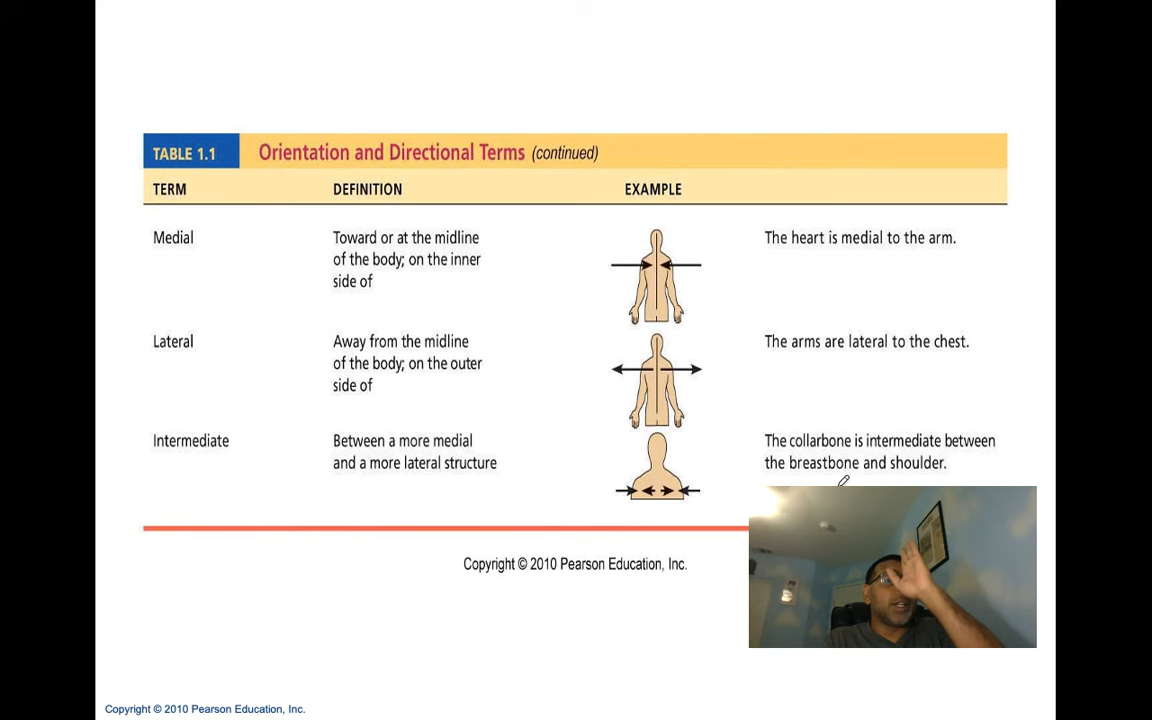 TABLE 1.1 Orientation and Directional Terms (continued)
TERM DEFINITION EXAMPLE
Medial
Toward or at the midline
of the body; on the inner
side of
The heart is medial to the arm.
Lateral
Away from the midline
of the body; on the outer
side of
The arms are lateral to the chest.
Intermediate
Between a more medial
and a more lateral structure
The collarbone is intermediate between
the breastbone and shoulder.
Copyright © 2010 Pearson Education, Inc.
Copyright © 2010 Pearson Education, Inc.